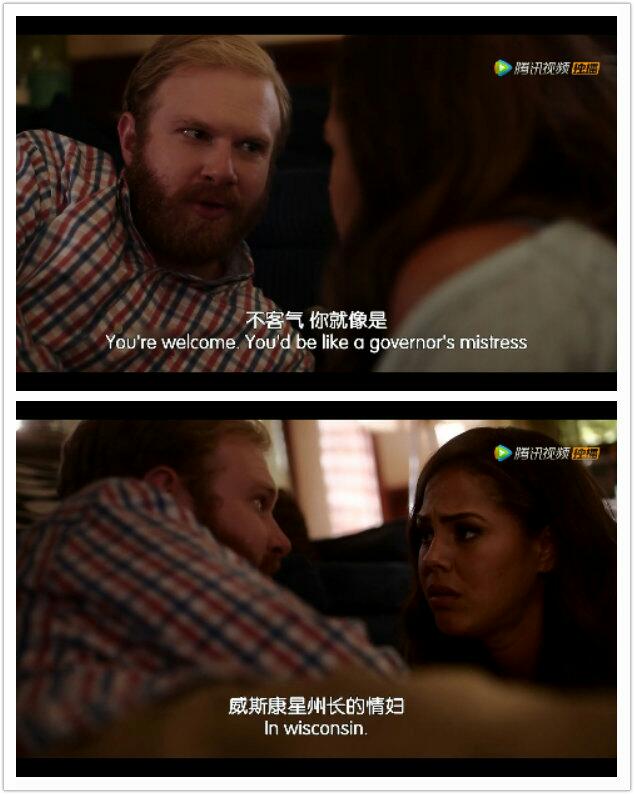 腾讯视频 独播
不客气 你就像是
You're welcome. You'd be like a governor's mistress
腾讯视频 独播
威斯康星州长的情妇
In wisconsin.